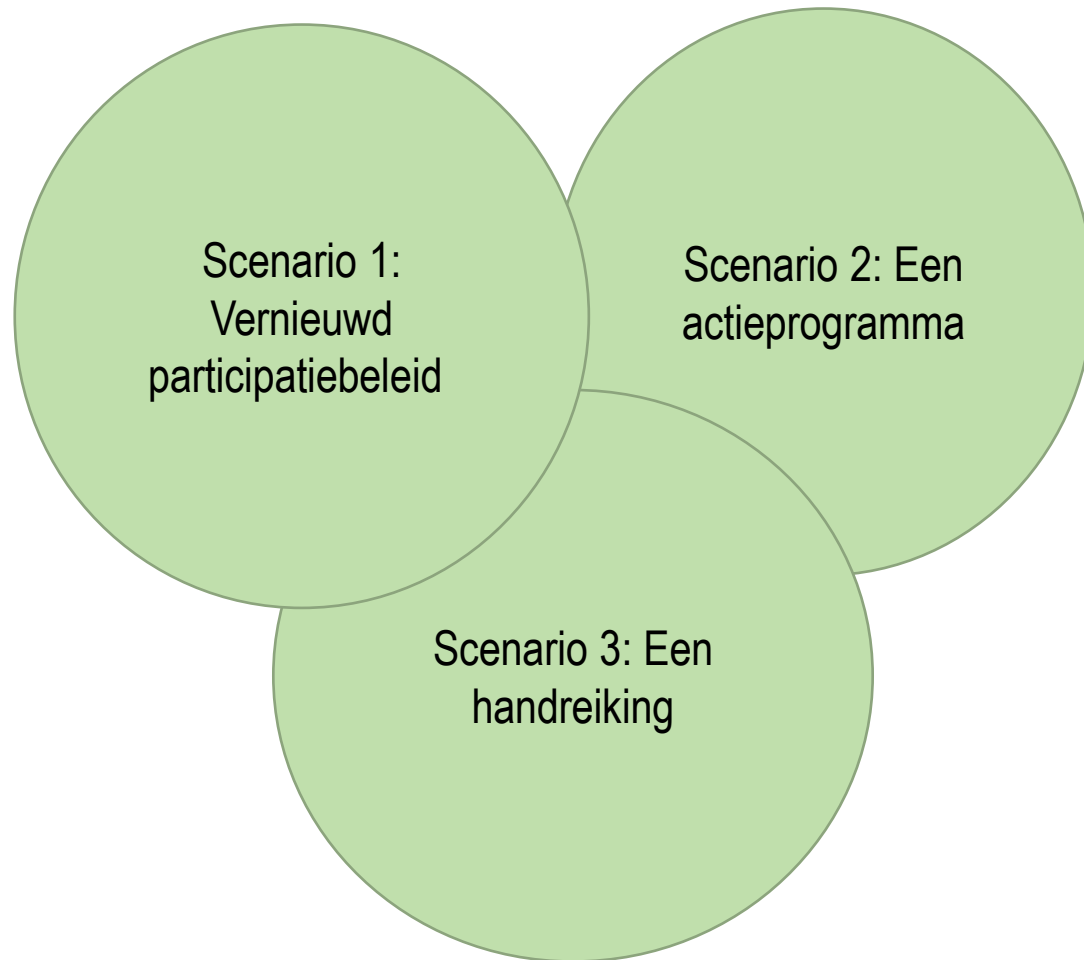 Scenario 1:
Vernieuwd
participatiebeleid
Scenario 2: Een
actieprogramma
Scenario 3: Een
handreiking